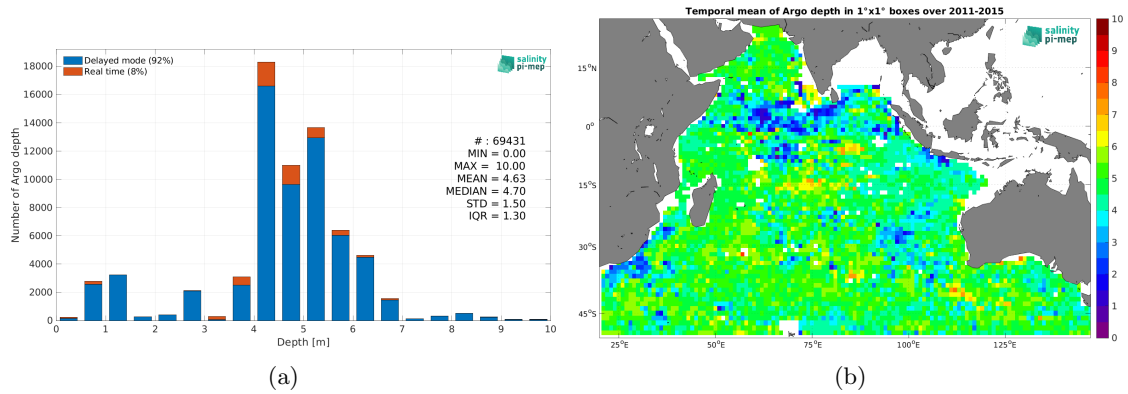 Temporal mean of Argo depth in 1°x1° boxes over 2011-2015
Delayed mode (92%)
Real time (8%)
salinity
pi-mep
# : 69431
MIN = 0.00
MAX = 10.00
MEAN = 4.63
MEDIAN = 4.70
STD = 1.50
IQR = 1.30
Number of Argo depth
18000
16000
14000
12000
10000
8000
6000
4000
2000
0
0 1 2 3 4 5 6 7 8 9 10
Depth [m]
(a)
salinity
pi-mep
15°N
0°
15°S
30°S
45°S
25°E 50°E 75°E 100°E 125°E
10
9
8
7
6
5
4
3
2
1
0
(b)